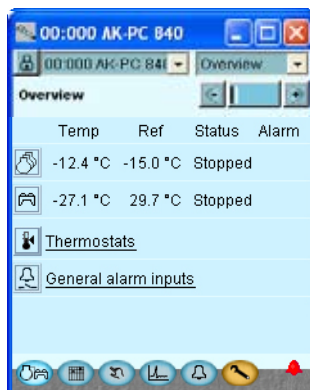 00:000 AK-PC 840
00:000 AK-PC 84( Overview
Overview
Temp Ref Status Alarm
-12.4 °C -15.0 °C Stopped
-27.1 °C 29.7 °C Stopped
Thermostats
General alarm inputs